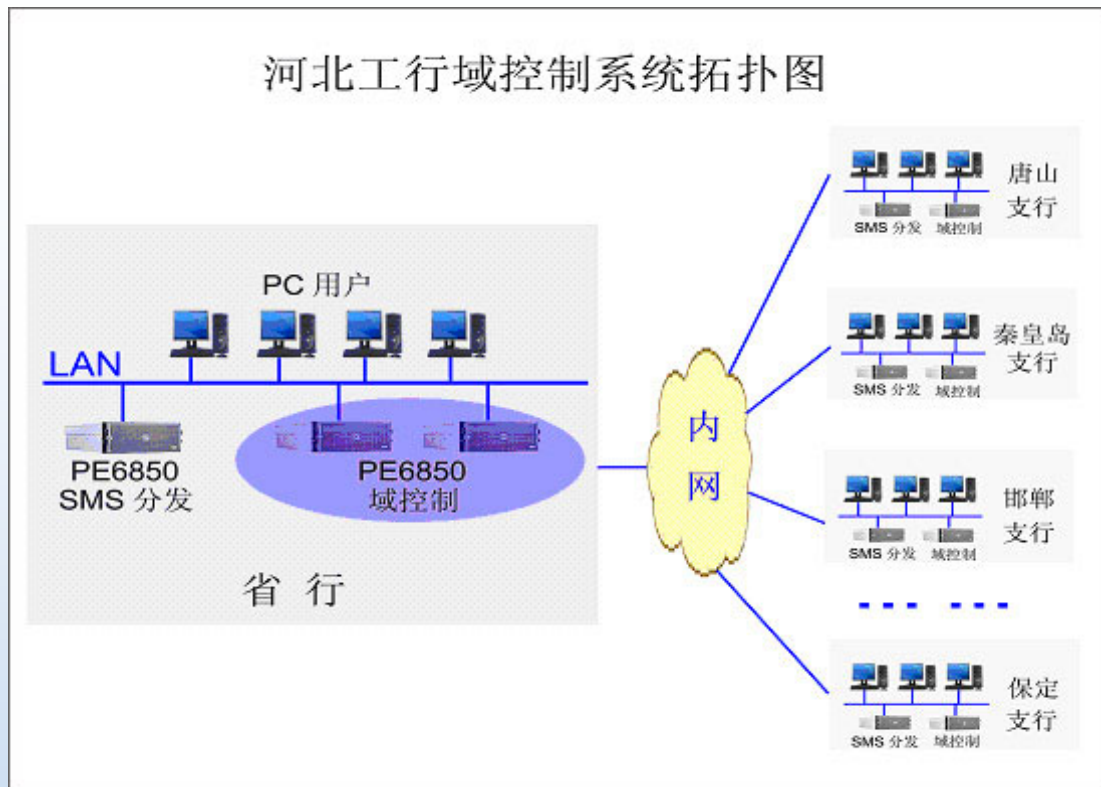 河北工行域控制系统拓扑图
PC 用户
LAN
PE6850
SMS 分发
PE6850
域控制
省 行
内
网
唐山
支行
SMS 分发 域控制
秦皇岛
支行
SMS 分发 域控制
邯郸
支行
SMS 分发 域控制
保定
支行
SMS 分发 域控制